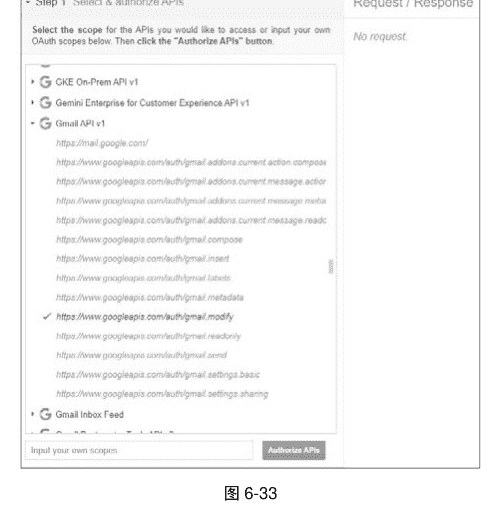 Step 1 Select & authorize APIs
Request / Response
Select the scope for the APIs you would like to access or input your own
OAuth scopes below. Then click the "Authorize APIs" button.
No request.
GKE On-Prem API v1
Gemini Enterprise for Customer Experience API v1
Gmail API v1
https://mail.google.com/
https://www.googleapis.com/auth/gmail.addons.current.action.compose
https://www.googleapis.com/auth/gmail.addons.current.message.action
https://www.googleapis.com/auth/gmail.addons.current.message.meta
https://www.googleapis.com/auth/gmail.addons.current.message.readc
https://www.googleapis.com/auth/gmail.compose
https://www.googleapis.com/auth/gmail.insert
https://www.googleapis.com/auth/gmail.labels
https://www.googleapis.com/auth/gmail.metadata
https://www.googleapis.com/auth/gmail.modify
https://www.googleapis.com/auth/gmail.readonly
https://www.googleapis.com/auth/gmail.send
https://www.googleapis.com/auth/gmail.settings.basic
https://www.googleapis.com/auth/gmail.settings.sharing
Gmail Inbox Feed
Input your own scopes
Authorize APIs
图 6-33